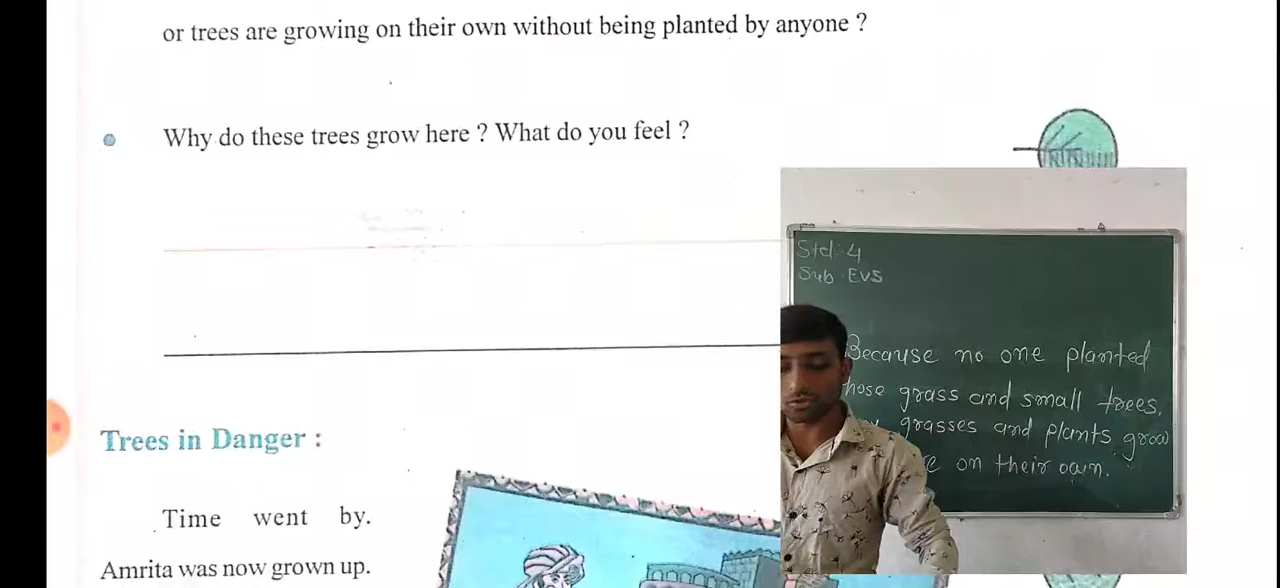 or trees are growing on their own without being planted by anyone ?
Why do these trees grow here ? What do you feel ?
Std-4
Sub EVS
Because no one planted
hose grass and small trees,
grasses and plants grow
on their own.
Trees in Danger :
Time went by.
Amrita was now grown up.